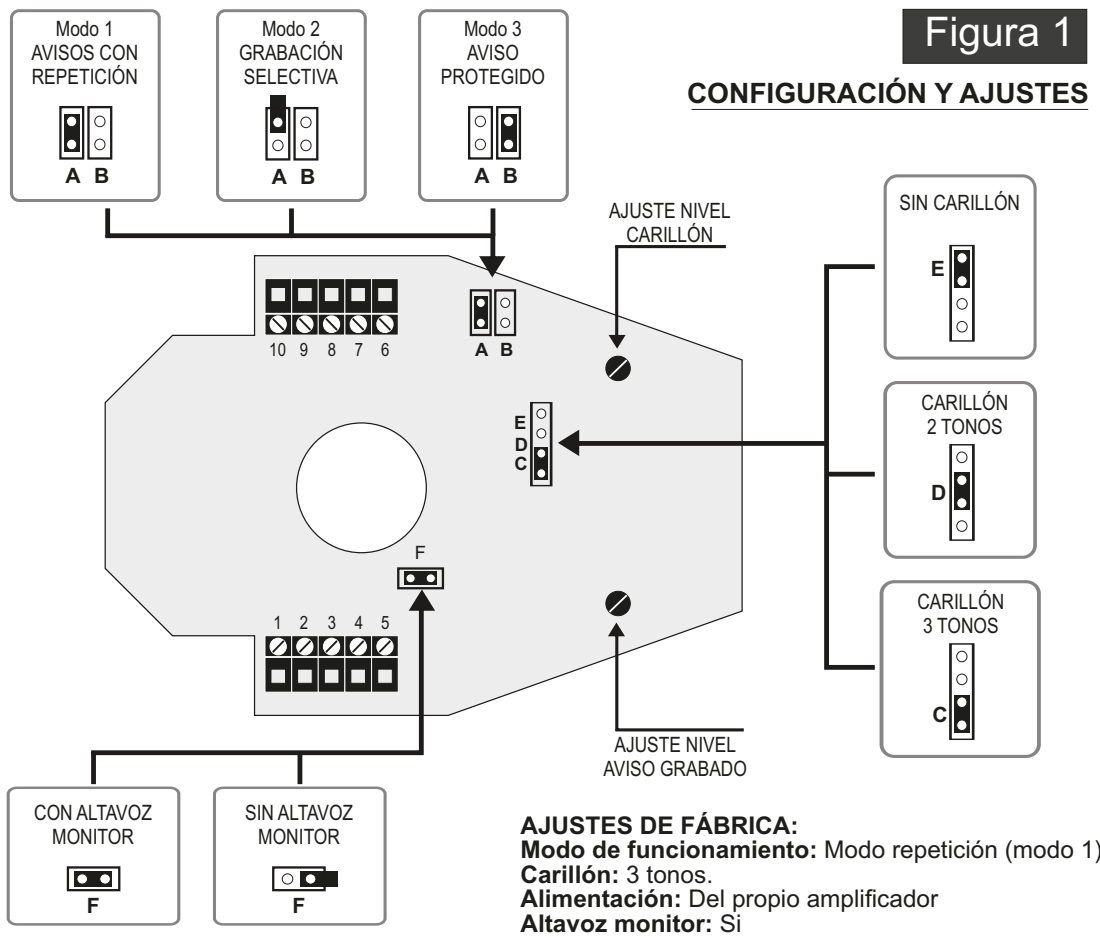 Modo 1
AVISOS CON
REPETICIÓN
A B
Modo 2
GRABACIÓN
SELECTIVA
A B
Modo 3
AVISO
PROTEGIDO
A B
Figura 1
CONFIGURACIÓN Y AJUSTES
AJUSTE NIVEL
CARILLÓN
SIN CARILLÓN
E
10 9 8 7 6
A B
E
D
C
CARILLÓN
2 TONOS
D
F
1 2 3 4 5
CARILLÓN
3 TONOS
C
AJUSTE NIVEL
AVISO GRABADO
CON ALTAVOZ
MONITOR
F
SIN ALTAVOZ
MONITOR
F
AJUSTES DE FÁBRICA:
Modo de funcionamiento: Modo repetición (modo 1)
Carillón: 3 tonos.
Alimentación: Del propio amplificador
Altavoz monitor: Si